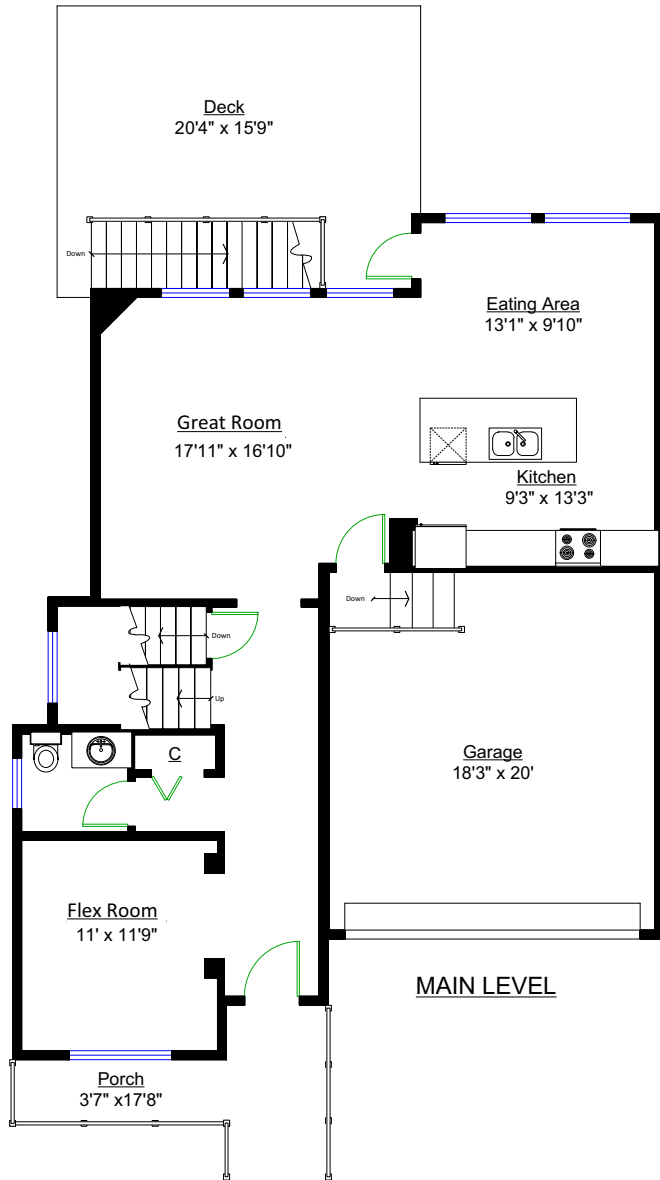 Deck
20'4" x 15'9"
Down
Eating Area
13'1" x 9'10"
Great Room
17'11" x 16'10"
Kitchen
9'3" x 13'3"
Down
Down
Up
C
Garage
18'3" x 20'
Flex Room
11' x 11'9"
MAIN LEVEL
Porch
3'7" x17'8"